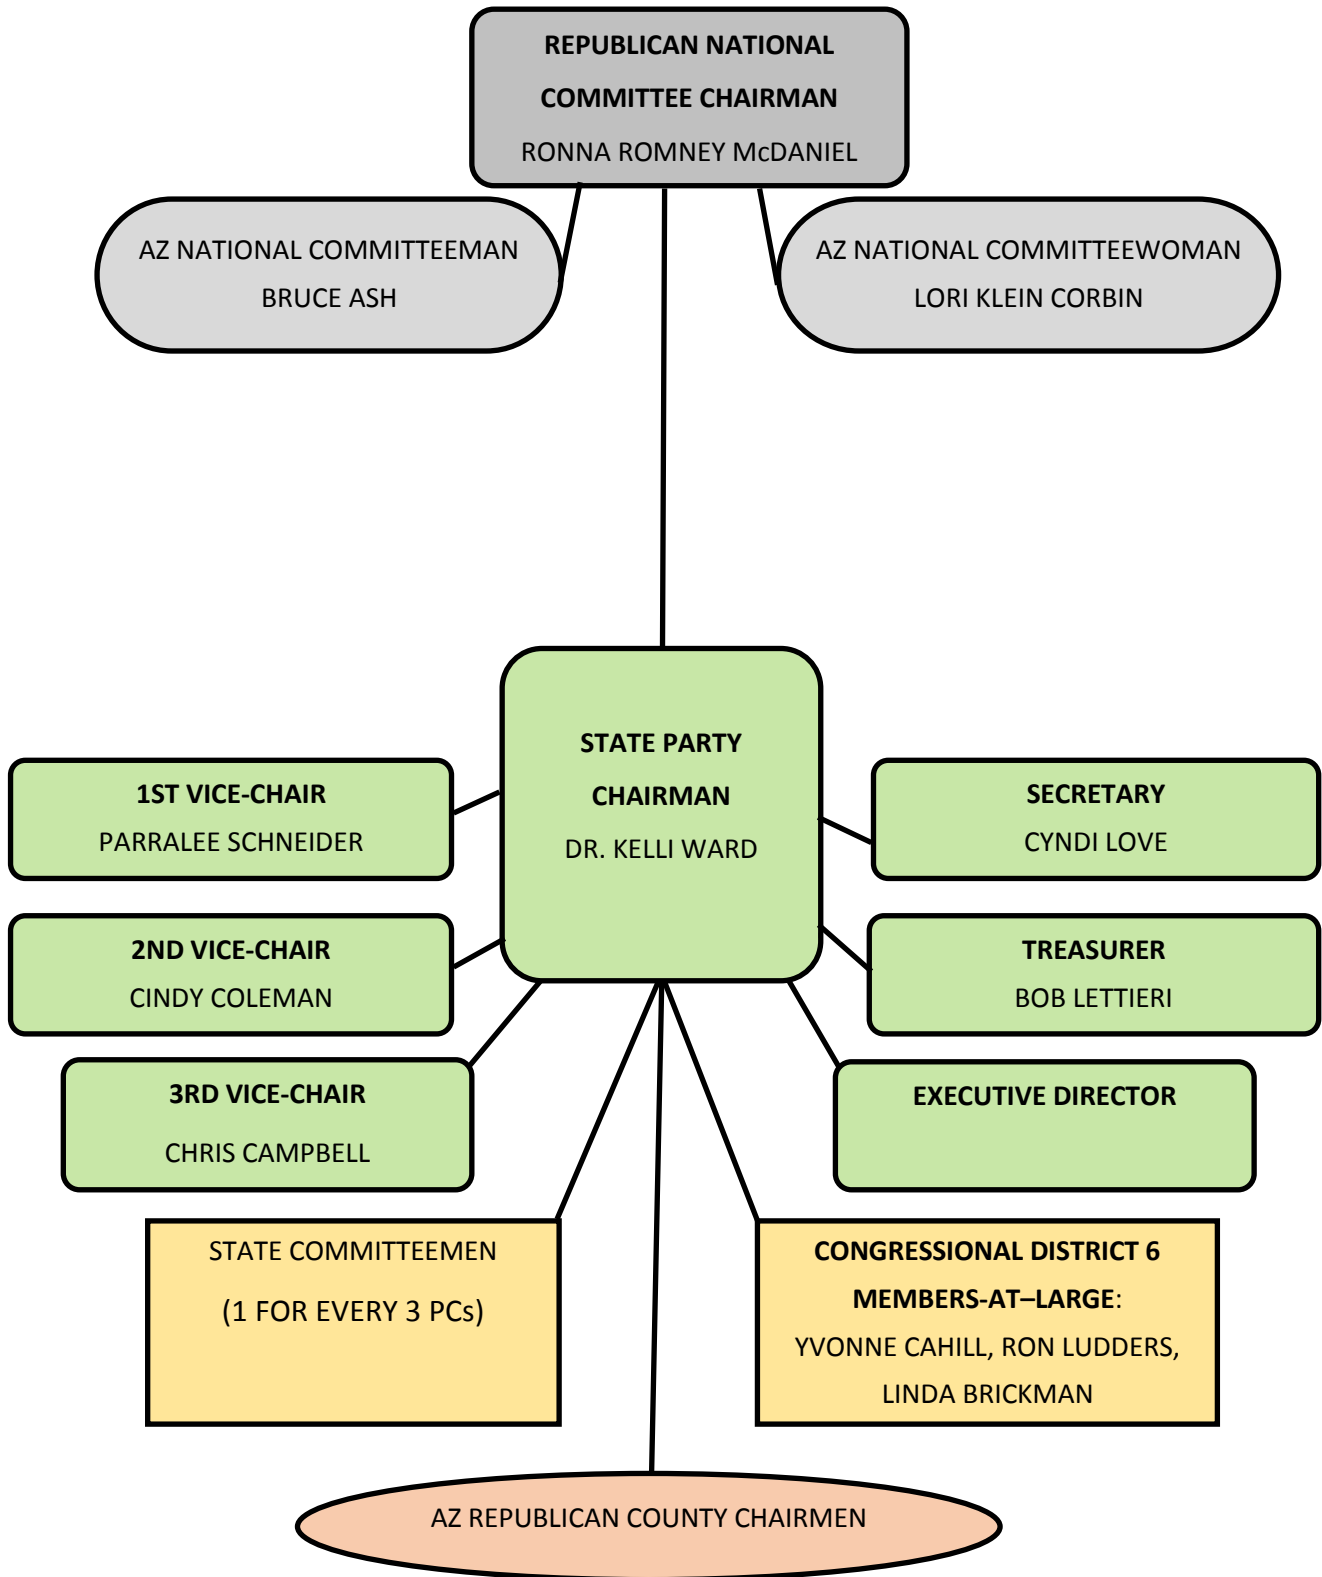 REPUBLICAN NATIONAL
COMMITTEE CHAIRMAN
RONNA ROMNEY McDANIEL
AZ NATIONAL COMMITTEEMAN
BRUCE ASH
AZ NATIONAL COMMITTEEWOMAN
LORI KLEIN CORBIN
STATE PARTY
CHAIRMAN
DR. KELLI WARD
1ST VICE-CHAIR
PARRALEE SCHNEIDER
SECRETARY
CYNDI LOVE
2ND VICE-CHAIR
CINDY COLEMAN
TREASURER
BOB LETTIERI
3RD VICE-CHAIR
CHRIS CAMPBELL
EXECUTIVE DIRECTOR
STATE COMMITTEEMEN
(1 FOR EVERY 3 PCs)
CONGRESSIONAL DISTRICT 6
MEMBERS-AT–LARGE:
YVONNE CAHILL, RON LUDDERS,
LINDA BRICKMAN
AZ REPUBLICAN COUNTY CHAIRMEN